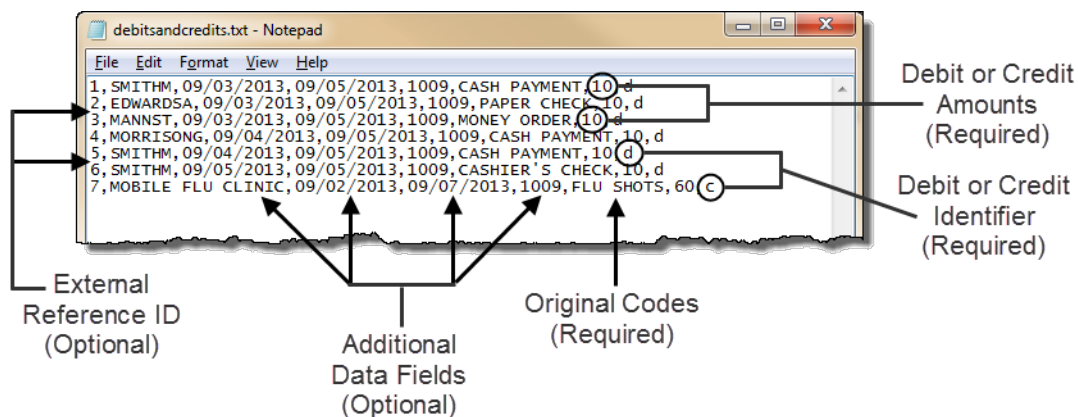 debitsandcredits.txt - Notepad
File Edit Format View Help
1,SMITHM,09/03/2013,09/05/2013,1009,CASH PAYMENT,10,d
2,EDWARDSA,09/03/2013,09/05/2013,1009,PAPER CHECK,10,d
3,MANNST,09/03/2013,09/05/2013,1009,MONEY ORDER,10,d
4,MORRISONG,09/04/2013,09/05/2013,1009,CASH PAYMENT,10,d
5,SMITHM,09/04/2013,09/05/2013,1009,CASH PAYMENT,10,d
6,SMITHM,09/05/2013,09/05/2013,1009,CASHIER'S CHECK,10,d
7,MOBILE FLU CLINIC,09/02/2013,09/07/2013,1009,FLU SHOTS,60,c
Debit or Credit
Amounts
(Required)
Debit or Credit
Identifier
(Required)
External
Reference ID
(Optional)
Additional
Data Fields
(Optional)
Original Codes
(Required)